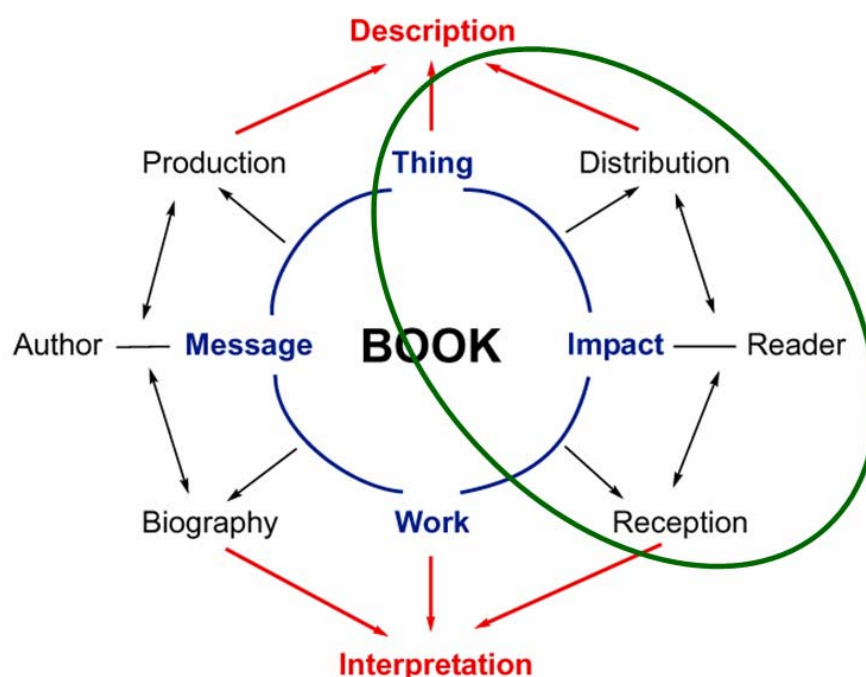 Description
Production Thing Distribution
Author Message BOOK Impact Reader
Biography Work Reception
Interpretation